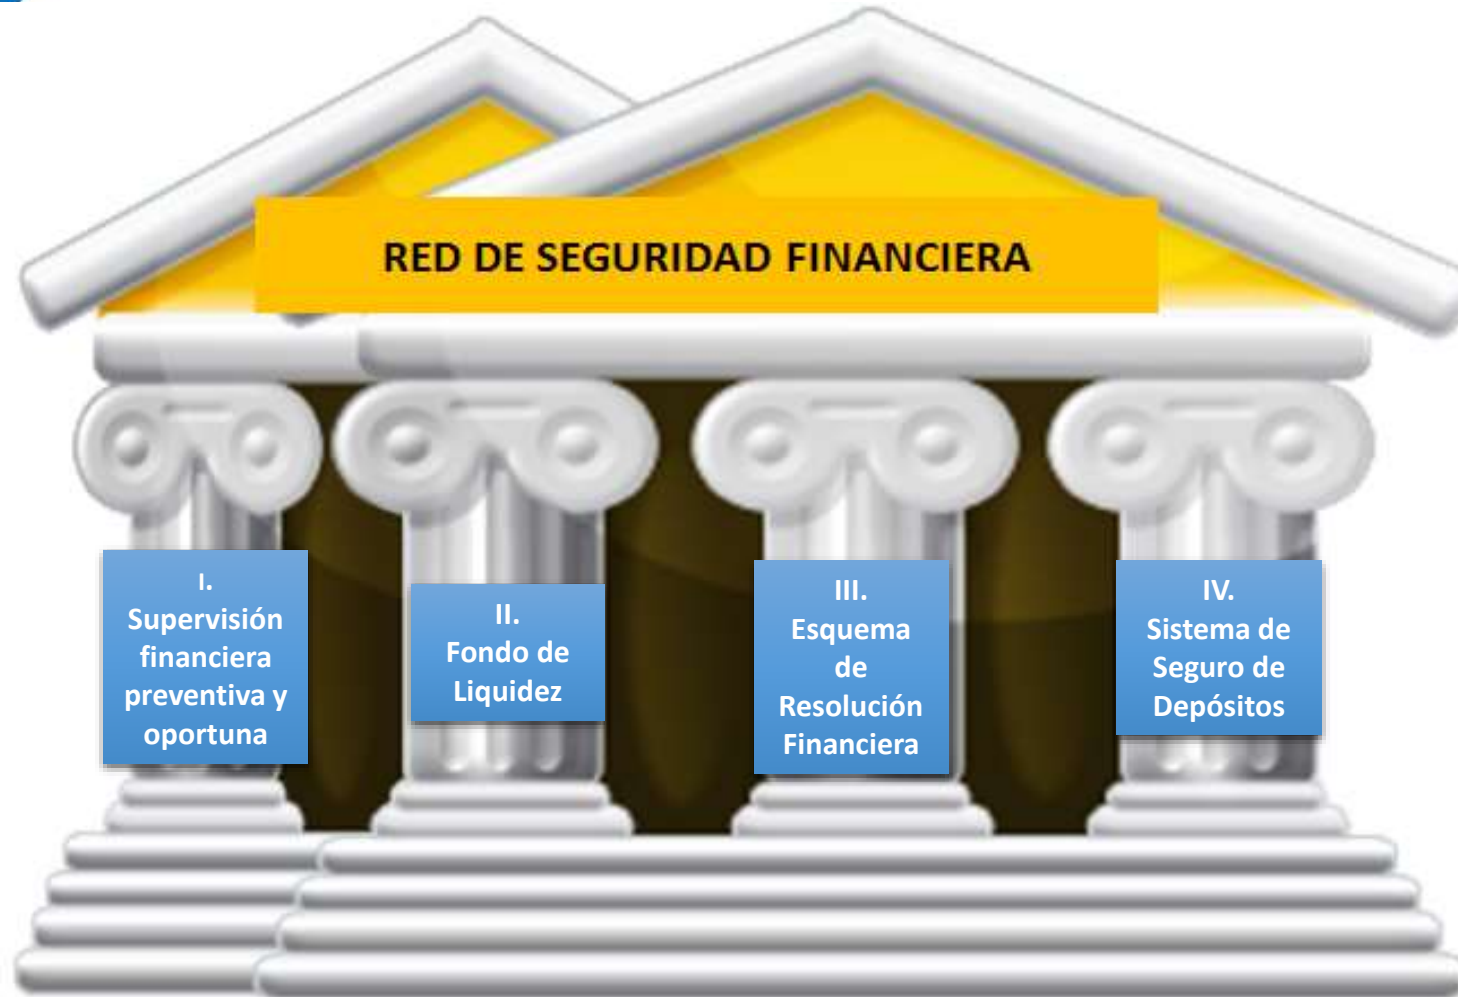 RED DE SEGURIDAD FINANCIERA
I.
Supervisión
financiera
preventiva y
oportuna
II.
Fondo de
Liquidez
III.
Esquema
de
Resolución
Financiera
IV.
Sistema de
Seguro de
Depósitos